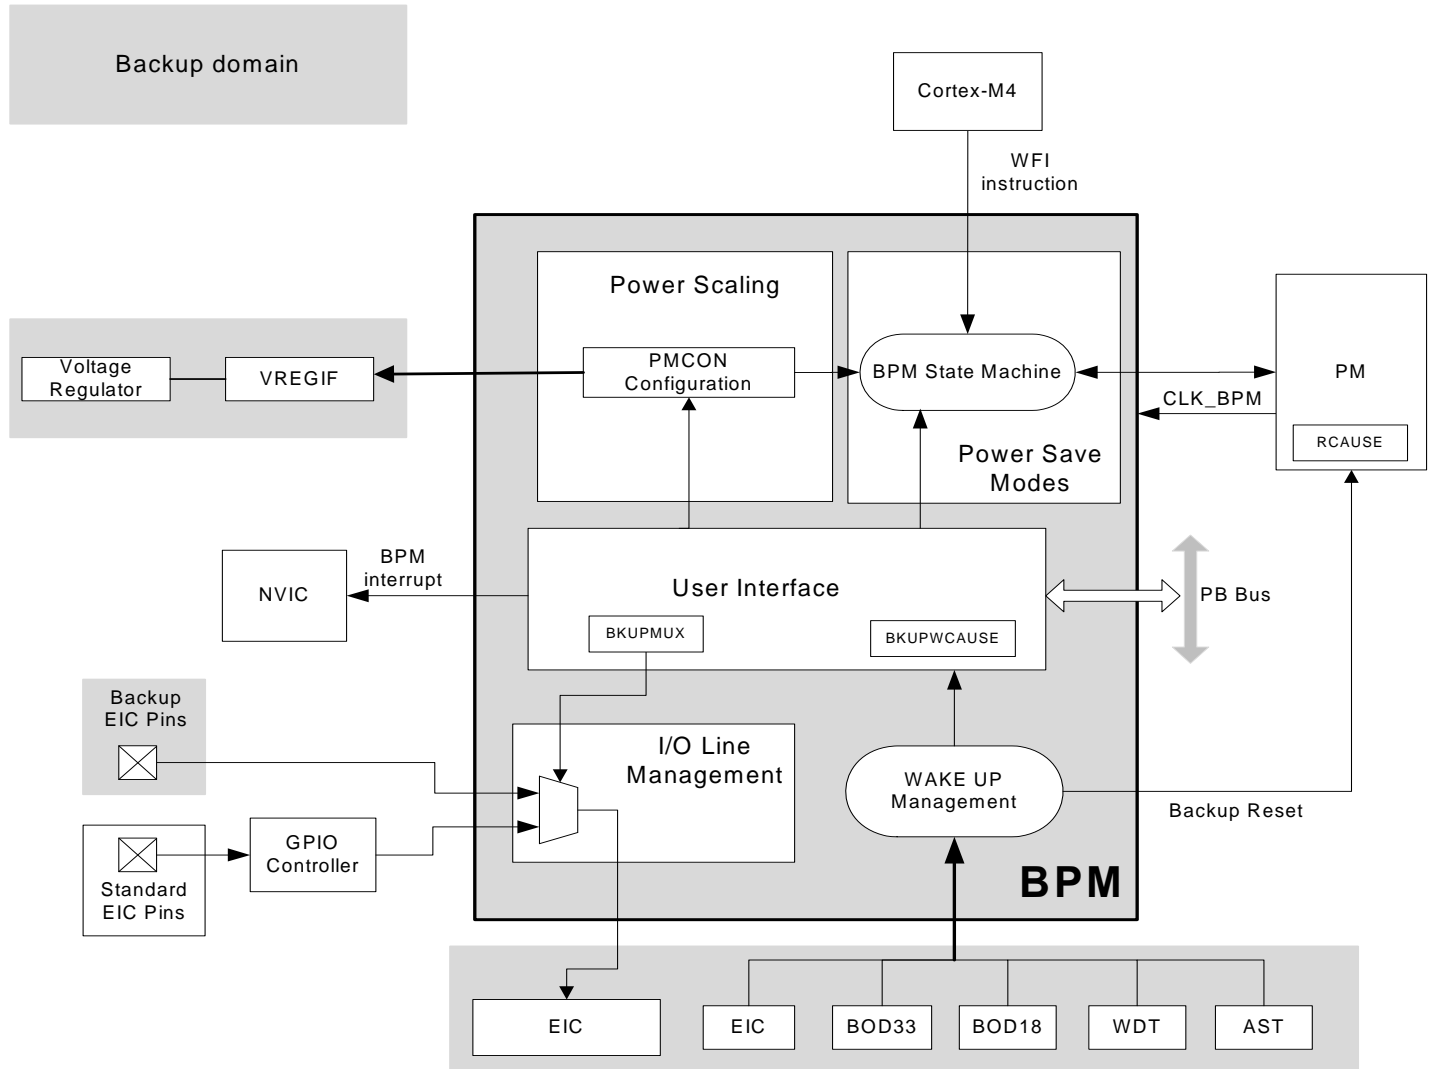 Backup domain
Cortex-M4
WFI
instruction
Power Scaling
PMCON
Configuration
BPM State Machine
Power Save
Modes
Voltage
Regulator
VREGIF
PM
CLK_BPM
RCAUSE
BPM
interrupt
NVIC
User Interface
BKUPMUX
BKUPWCAUSE
PB Bus
Backup
EIC Pins
I/O Line
Management
WAKE UP
Management
Backup Reset
GPIO
Controller
Standard
EIC Pins
BPM
EIC
EIC
BOD33
BOD18
WDT
AST